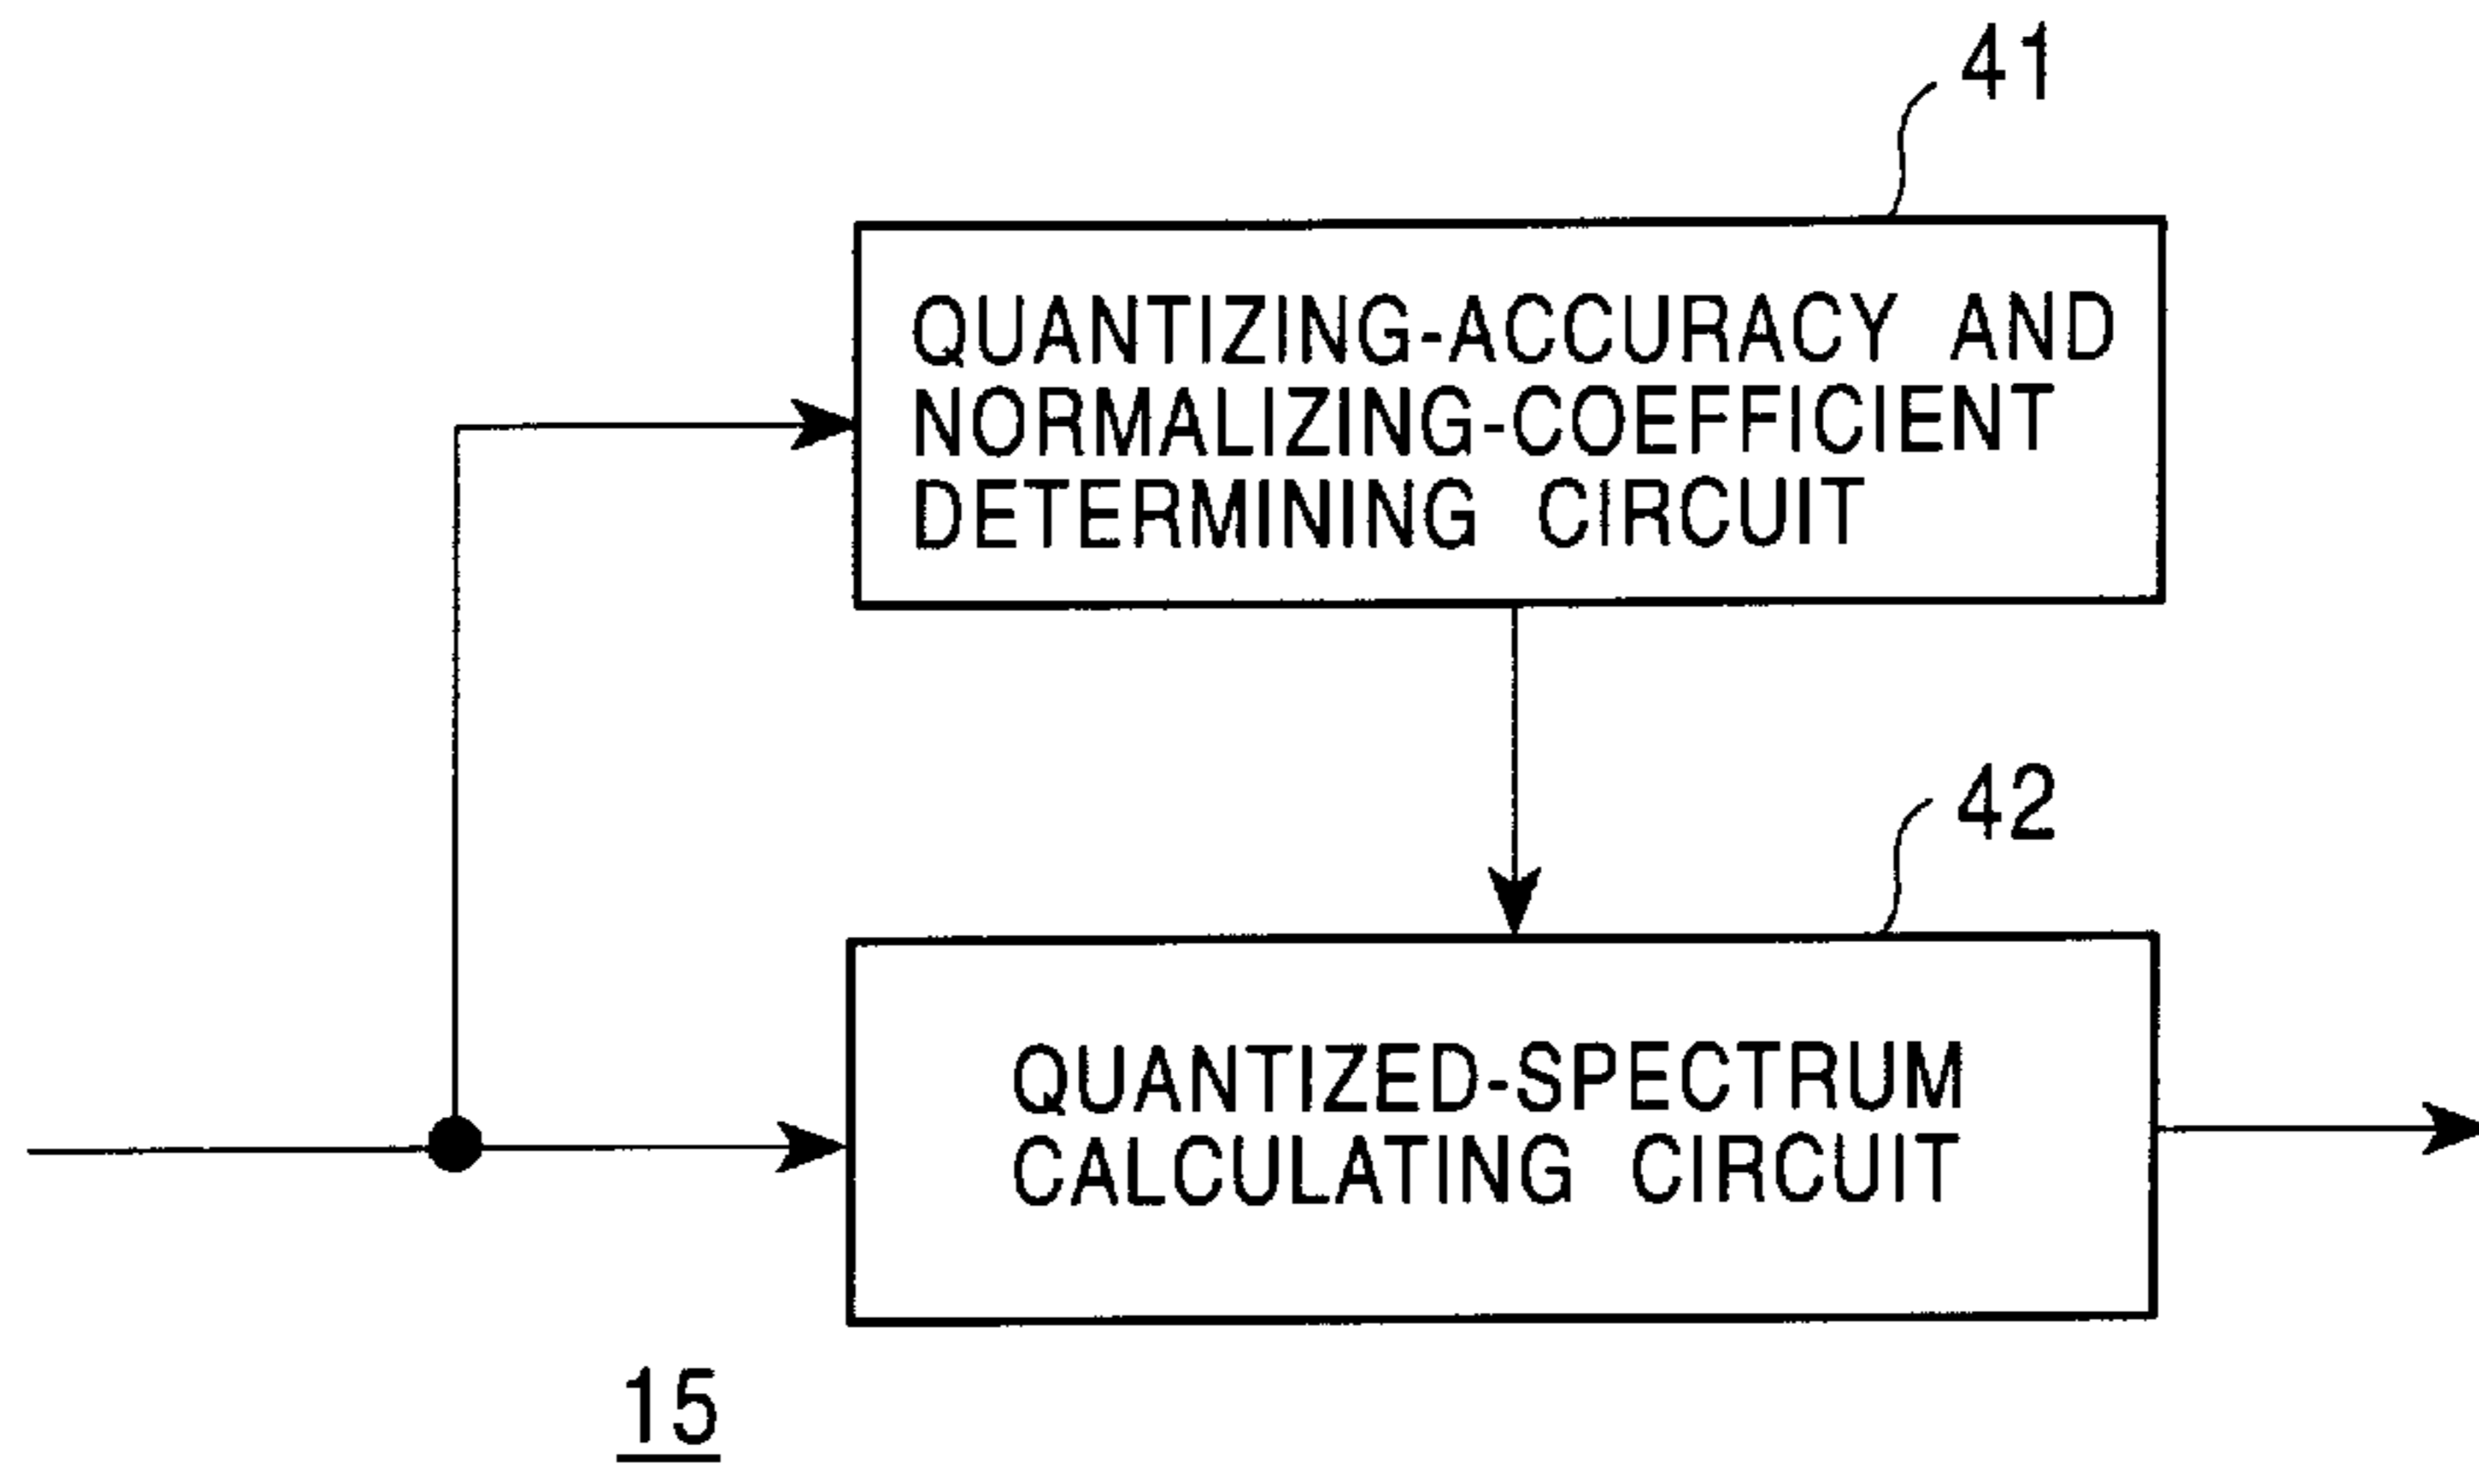 41
QUANTIZING-ACCURACY AND
NORMALIZING-COEFFICIENT
DETERMINING CIRCUIT
42
QUANTIZED-SPECTRUM
CALCULATING CIRCUIT
15